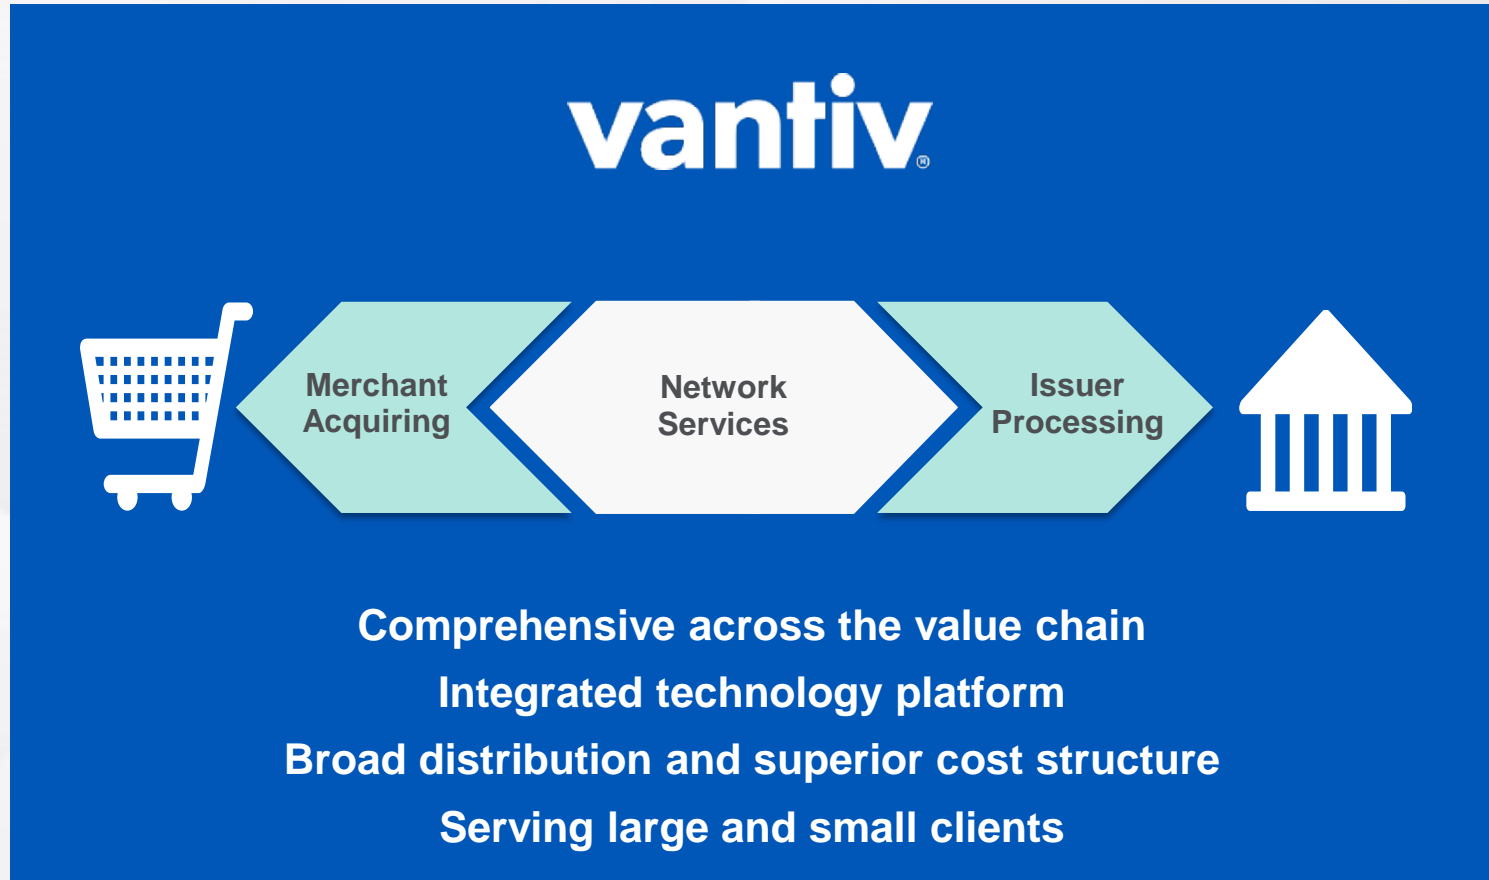 vantiv®
Merchant
Acquiring
Network
Services
Issuer
Processing
Comprehensive across the value chain
Integrated technology platform
Broad distribution and superior cost structure
Serving large and small clients